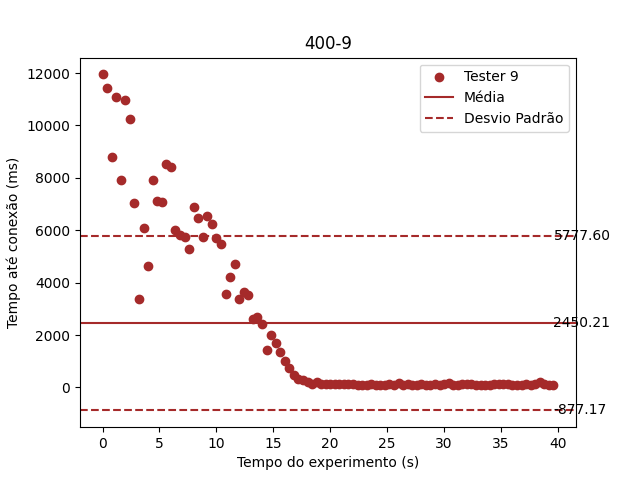 400-9
Tester 9
Média
Desvio Padrão
Tempo até conexão (ms)
12000
10000
8000
6000
4000
2000
0
5777.60
2450.21
-877.17
0 5 10 15 20 25 30 35 40
Tempo do experimento (s)